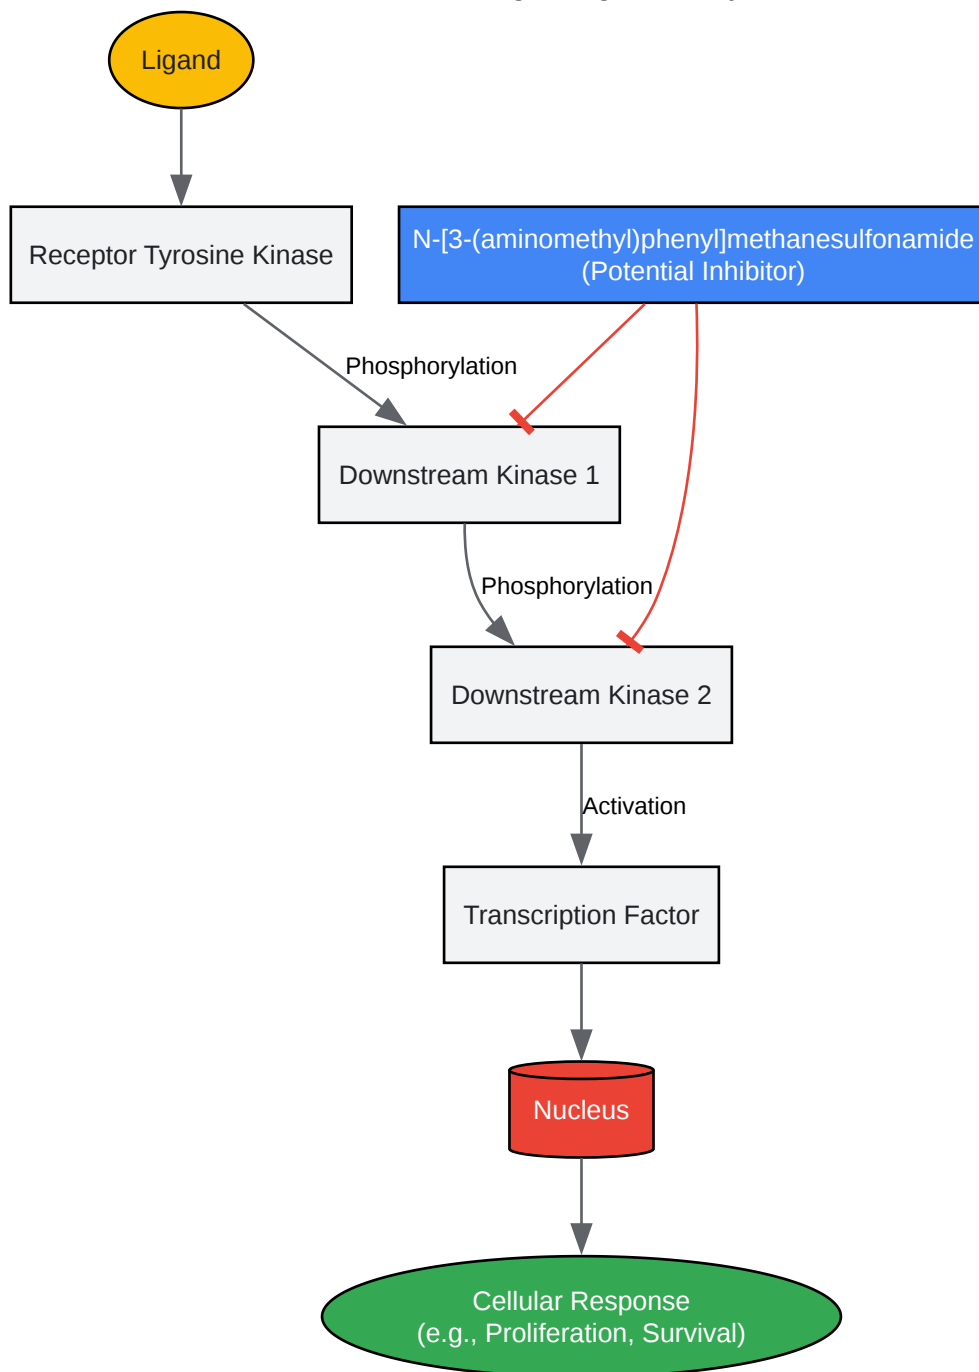 Ligand
Receptor Tyrosine Kinase
N-[3-(aminomethyl)phenyl]methanesulfonamide
(Potential Inhibitor)
Phosphorylation
Downstream Kinase 1
Phosphorylation
Downstream Kinase 2
Activation
Transcription Factor
Nucleus
Cellular Response
(e.g., Proliferation, Survival)